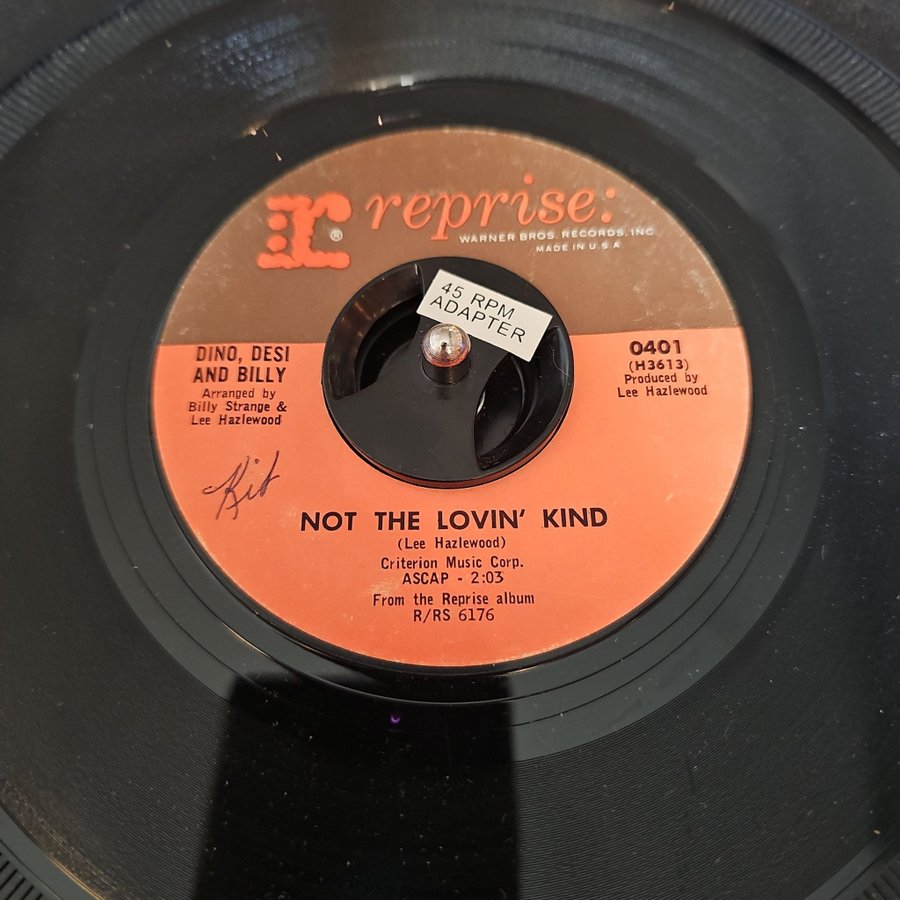 r® reprise:
WARNER BROS. RECORDS, INC.
MADE IN U S A
45 RPM
ADAPTER
DINO, DESI
AND BILLY
Arranged by
Billy Strange &
Lee Hazlewood
0401
(H3613)
Produced by
Lee Hazlewood
Kit
NOT THE LOVIN' KIND
(Lee Hazlewood)
Criterion Music Corp.
ASCAP - 2:03
From the Reprise album
R/RS 6176